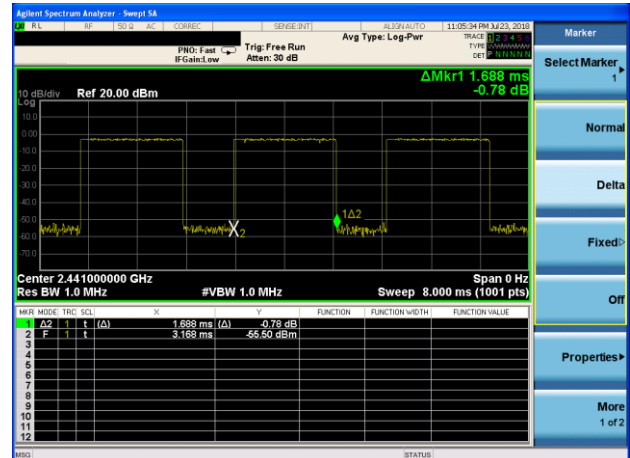 Agilent Spectrum Analyzer - Swept SA
RL RF 50 Ω AC CORREC SENSE:INT ALIGN AUTO 11:05:34 PM Jul 23, 2018
PNO: Fast Trig: Free Run Avg Type: Log-Pwr TRACE 1 2 3 4 5 6
IFGain:Low Atten: 30 dB TYPE
DET P N N N N N
ΔMkr1 1.688 ms
10 dB/div Ref 20.00 dBm -0.78 dB
Log
10.0
0.00
-10.0
-20.0
-30.0
-40.0
-50.0
-60.0
-70.0
1Δ2
X2
Center 2.441000000 GHz Span 0 Hz
Res BW 1.0 MHz #VBW 1.0 MHz Sweep 8.000 ms (1001 pts)
MKR MODE TRC SCL X Y FUNCTION FUNCTION WIDTH FUNCTION VALUE
1 Δ2 1 t (Δ) 1.688 ms (Δ) -0.78 dB
2 F 1 t 3.168 ms -55.50 dBm
3
4
5
6
7
8
9
10
11
12
MSG STATUS
Marker
Select Marker
1
Normal
Delta
Fixed
Off
Properties
More
1 of 2